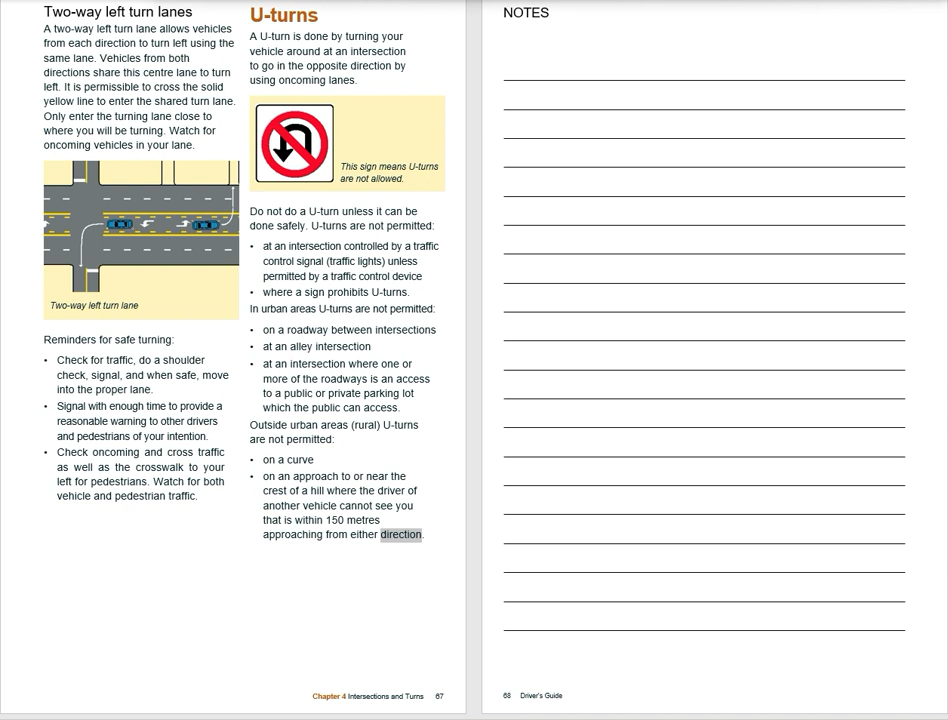 Two-way left turn lanes
A two-way left turn lane allows vehicles
from each direction to turn left using the
same lane. Vehicles from both
directions share this centre lane to turn
left. It is permissible to cross the solid
yellow line to enter the shared turn lane.
Only enter the turning lane close to
where you will be turning. Watch for
oncoming vehicles in your lane.
Two-way left turn lane
Reminders for safe turning:
• Check for traffic, do a shoulder
check, signal, and when safe, move
into the proper lane.
• Signal with enough time to provide a
reasonable warning to other drivers
and pedestrians of your intention.
• Check oncoming and cross traffic
as well as the crosswalk to your
left for pedestrians. Watch for both
vehicle and pedestrian traffic.
U-turns
A U-turn is done by turning your
vehicle around at an intersection
to go in the opposite direction by
using oncoming lanes.
This sign means U-turns
are not allowed.
Do not do a U-turn unless it can be
done safely. U-turns are not permitted:
• at an intersection controlled by a traffic
control signal (traffic lights) unless
permitted by a traffic control device
• where a sign prohibits U-turns.
In urban areas U-turns are not permitted:
• on a roadway between intersections
• at an alley intersection
• at an intersection where one or
more of the roadways is an access
to a public or private parking lot
which the public can access.
Outside urban areas (rural) U-turns
are not permitted:
• on a curve
• on an approach to or near the
crest of a hill where the driver of
another vehicle cannot see you
that is within 150 metres
approaching from either direction.
Chapter 4 Intersections and Turns 67
NOTES
68 Driver's Guide